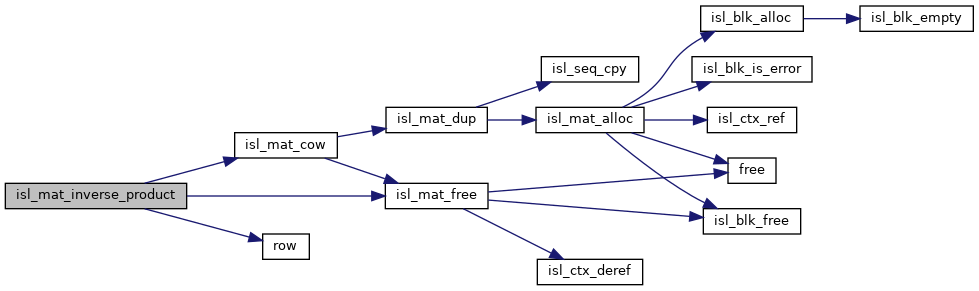 isl_mat_inverse_product
isl_mat_cow
row
isl_mat_dup
isl_mat_free
isl_seq_cpy
isl_mat_alloc
isl_ctx_deref
isl_blk_alloc
isl_blk_is_error
isl_ctx_ref
free
isl_blk_free
isl_blk_empty